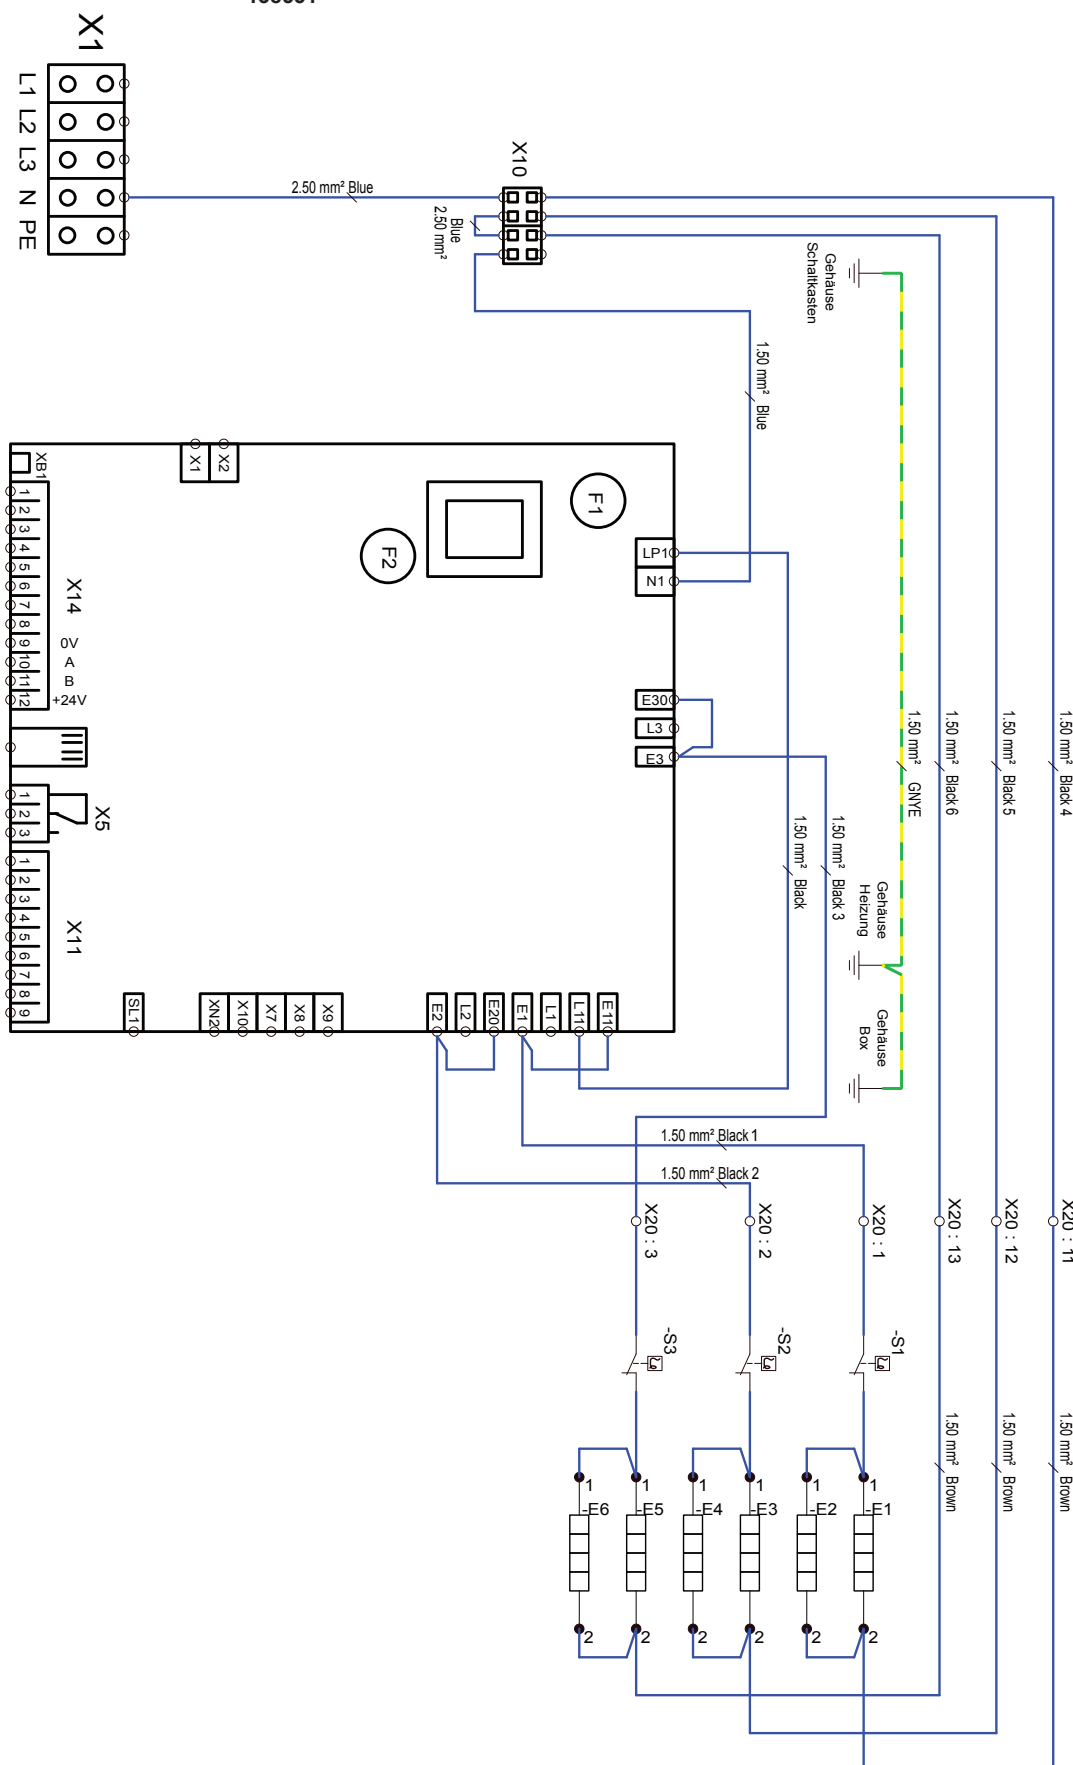 X1
L1
L2
L3
N
PE
2.50 mm² Blue
X10
Blue
2.50 mm²
Gehäuse
Schaltkasten
1.50 mm² Blue
1.50 mm² GNYE
1.50 mm² Black 6
1.50 mm² Black 5
1.50 mm² Black 4
XB1
X1
X2
F1
F2
LP1
N1
E30
L3
E3
1
2
3
4
5
6
7
8
9
10
11
12
X14
0V
A
B
+24V
X5
1
2
3
X11
1
2
3
4
5
6
7
8
9
1.50 mm² Black
1.50 mm² Black 3
Gehäuse
Heizung
Gehäuse
Box
SL1
XN2
X10
X7
X8
X9
E2
L2
E20
E1
L1
L11
E11
1.50 mm² Black 1
1.50 mm² Black 2
X20 : 3
X20 : 2
X20 : 1
X20 : 13
X20 : 12
X20 : 11
-S3
-S2
-S1
1.50 mm² Brown
1.50 mm² Brown
1.50 mm² Brown
1
1
1
1
1
1
-E6
-E5
-E4
-E3
-E2
-E1
2
2
2
2
2
2